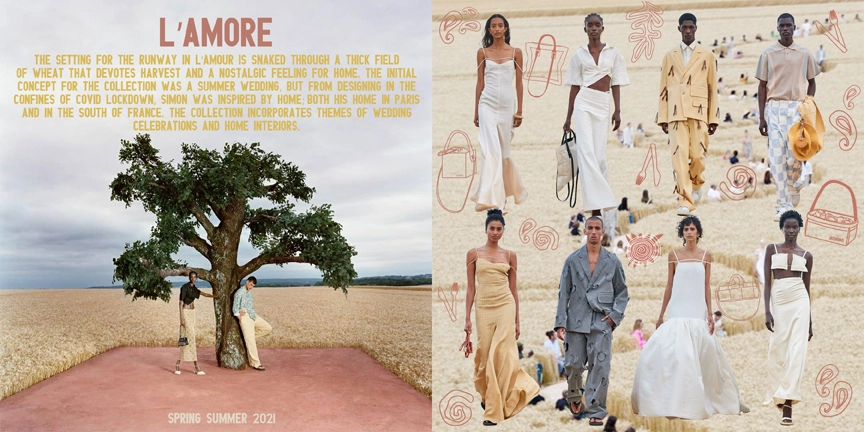 L'AMORE
THE SETTING FOR THE RUNWAY IN L'AMOUR IS SNAKED THROUGH A THICK FIELD
OF WHEAT THAT DEVOTES HARVEST AND A NOSTALGIC FEELING FOR HOME. THE INITIAL
CONCEPT FOR THE COLLECTION WAS A SUMMER WEDDING, BUT FROM DESIGNING IN THE
CONFINES OF COVID LOCKDOWN, SIMON WAS INSPIRED BY HOME; BOTH HIS HOME IN PARIS
AND IN THE SOUTH OF FRANCE. THE COLLECTION INCORPORATES THEMES OF WEDDING
CELEBRATIONS AND HOME INTERIORS.
SPRING SUMMER 2021